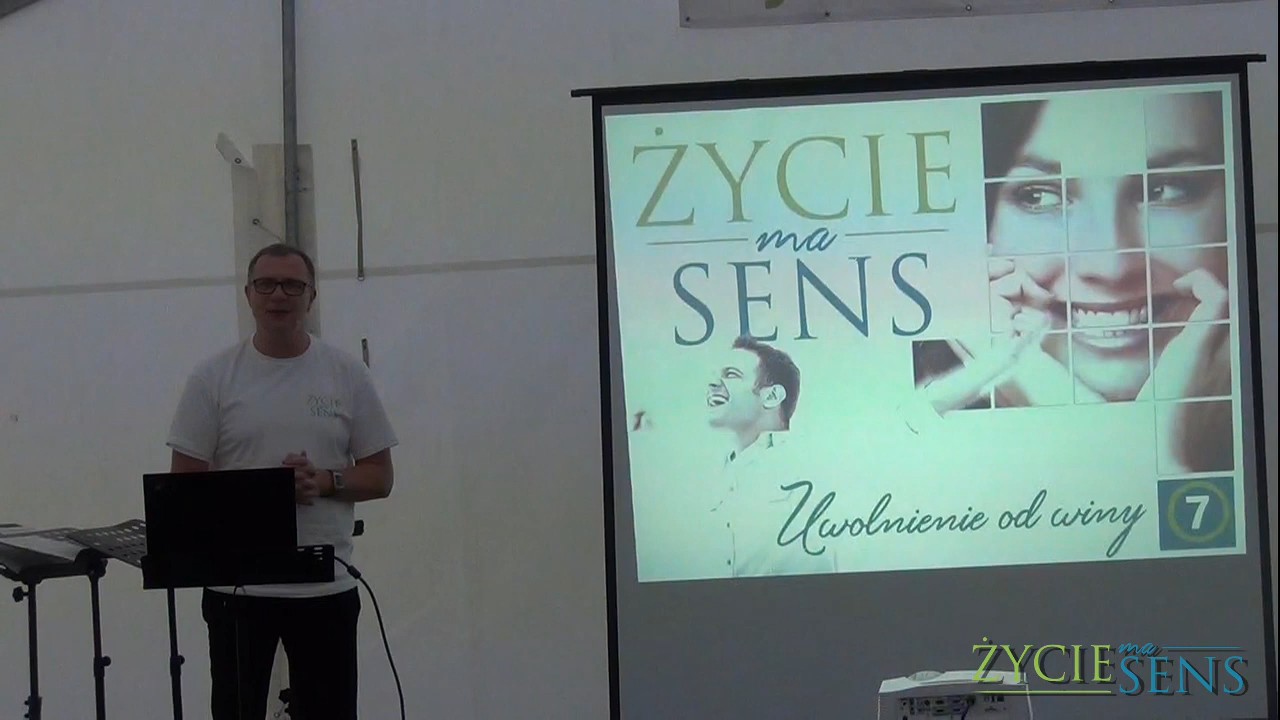 ŻYCIE
ma
SENS
Uwolnienie od winy
7
ŻYCIE
SENS
ŻYCIE ma
SENS